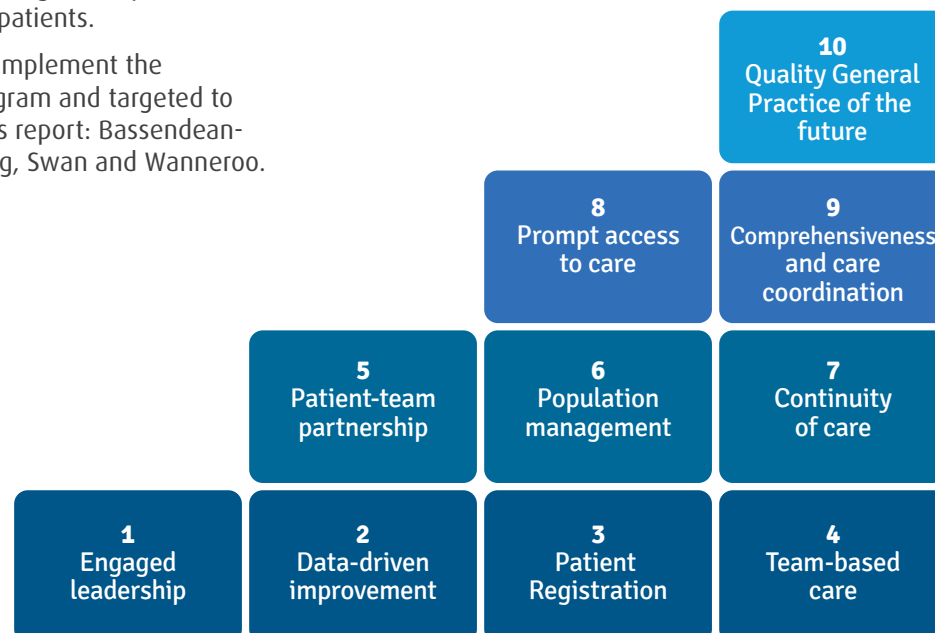 patients.
mplement the
gram and targeted to
s report: Bassendean-
g, Swan and Wanneroo.
10
Quality General
Practice of the
future
8
Prompt access
to care
9
Comprehensiveness
and care
coordination
5
Patient-team
partnership
6
Population
management
7
Continuity
of care
1
Engaged
leadership
2
Data-driven
improvement
3
Patient
Registration
4
Team-based
care